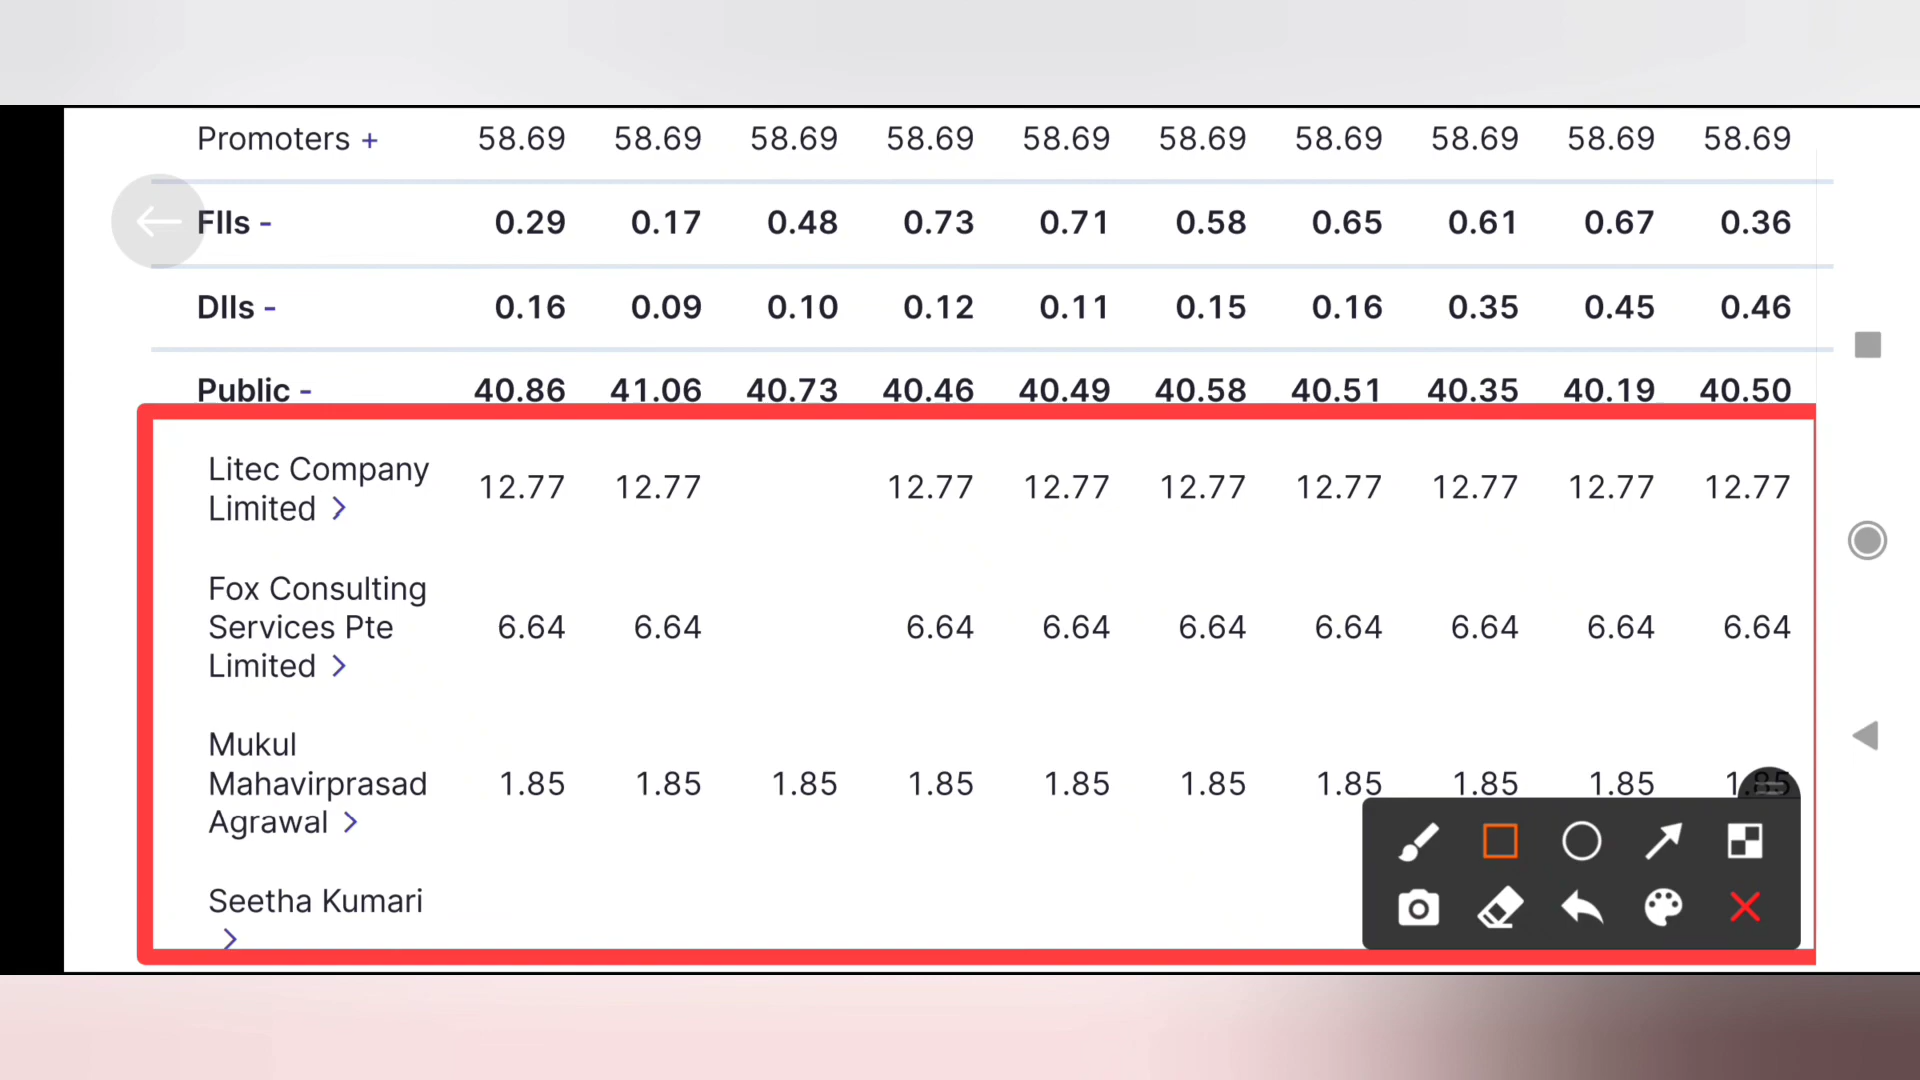 Promoters + 58.69 58.69 58.69 58.69 58.69 58.69 58.69 58.69 58.69 58.69
FIIs - 0.29 0.17 0.48 0.73 0.71 0.58 0.65 0.61 0.67 0.36
DIIs - 0.16 0.09 0.10 0.12 0.11 0.15 0.16 0.35 0.45 0.46
Public - 40.86 41.06 40.73 40.46 40.49 40.58 40.51 40.35 40.19 40.50
Litec Company
Limited > 12.77 12.77 12.77 12.77 12.77 12.77 12.77 12.77 12.77
Fox Consulting
Services Pte 6.64 6.64 6.64 6.64 6.64 6.64 6.64 6.64 6.64
Limited >
Mukul
Mahavirprasad 1.85 1.85 1.85 1.85 1.85 1.85 1.85 1.85 1.85 1.85
Agrawal >
Seetha Kumari
>